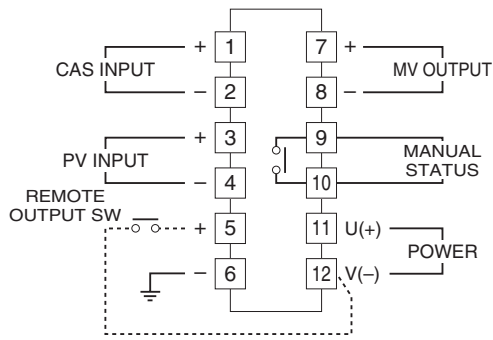 + 1 7 +
CAS INPUT MV OUTPUT
– 2 8 –
+ 3 9
PV INPUT MANUAL
STATUS
– 4 10
REMOTE
OUTPUT SW + 5 11 U(+)
POWER
– 6 12 V(–)